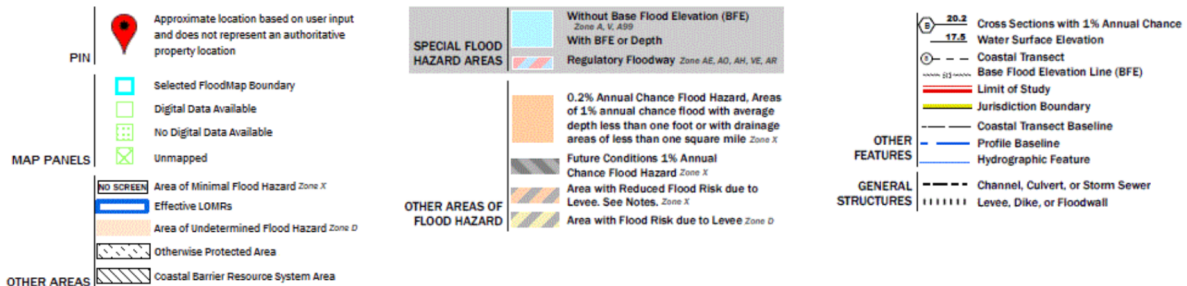 PIN
Approximate location based on user input
and does not represent an authoritative
property location
MAP PANELS
Selected FloodMap Boundary
Digital Data Available
No Digital Data Available
Unmapped
OTHER AREAS
NO SCREEN Area of Minimal Flood Hazard Zone X
Effective LOMRs
Area of Undetermined Flood Hazard Zone D
Otherwise Protected Area
Coastal Barrier Resource System Area
SPECIAL FLOOD
HAZARD AREAS
Without Base Flood Elevation (BFE)
Zone A, V, A99
With BFE or Depth
Regulatory Floodway Zone AE, AO, AH, VE, AR
OTHER AREAS OF
FLOOD HAZARD
0.2% Annual Chance Flood Hazard, Areas
of 1% annual chance flood with average
depth less than one foot or with drainage
areas of less than one square mile Zone X
Future Conditions 1% Annual
Chance Flood Hazard Zone X
Area with Reduced Flood Risk due to
Levee. See Notes. Zone X
Area with Flood Risk due to Levee Zone D
OTHER
FEATURES
B 20.2 Cross Sections with 1% Annual Chance
17.5 Water Surface Elevation
8 Coastal Transect
513 Base Flood Elevation Line (BFE)
Limit of Study
Jurisdiction Boundary
Coastal Transect Baseline
Profile Baseline
Hydrographic Feature
GENERAL
STRUCTURES
Channel, Culvert, or Storm Sewer
Levee, Dike, or Floodwall